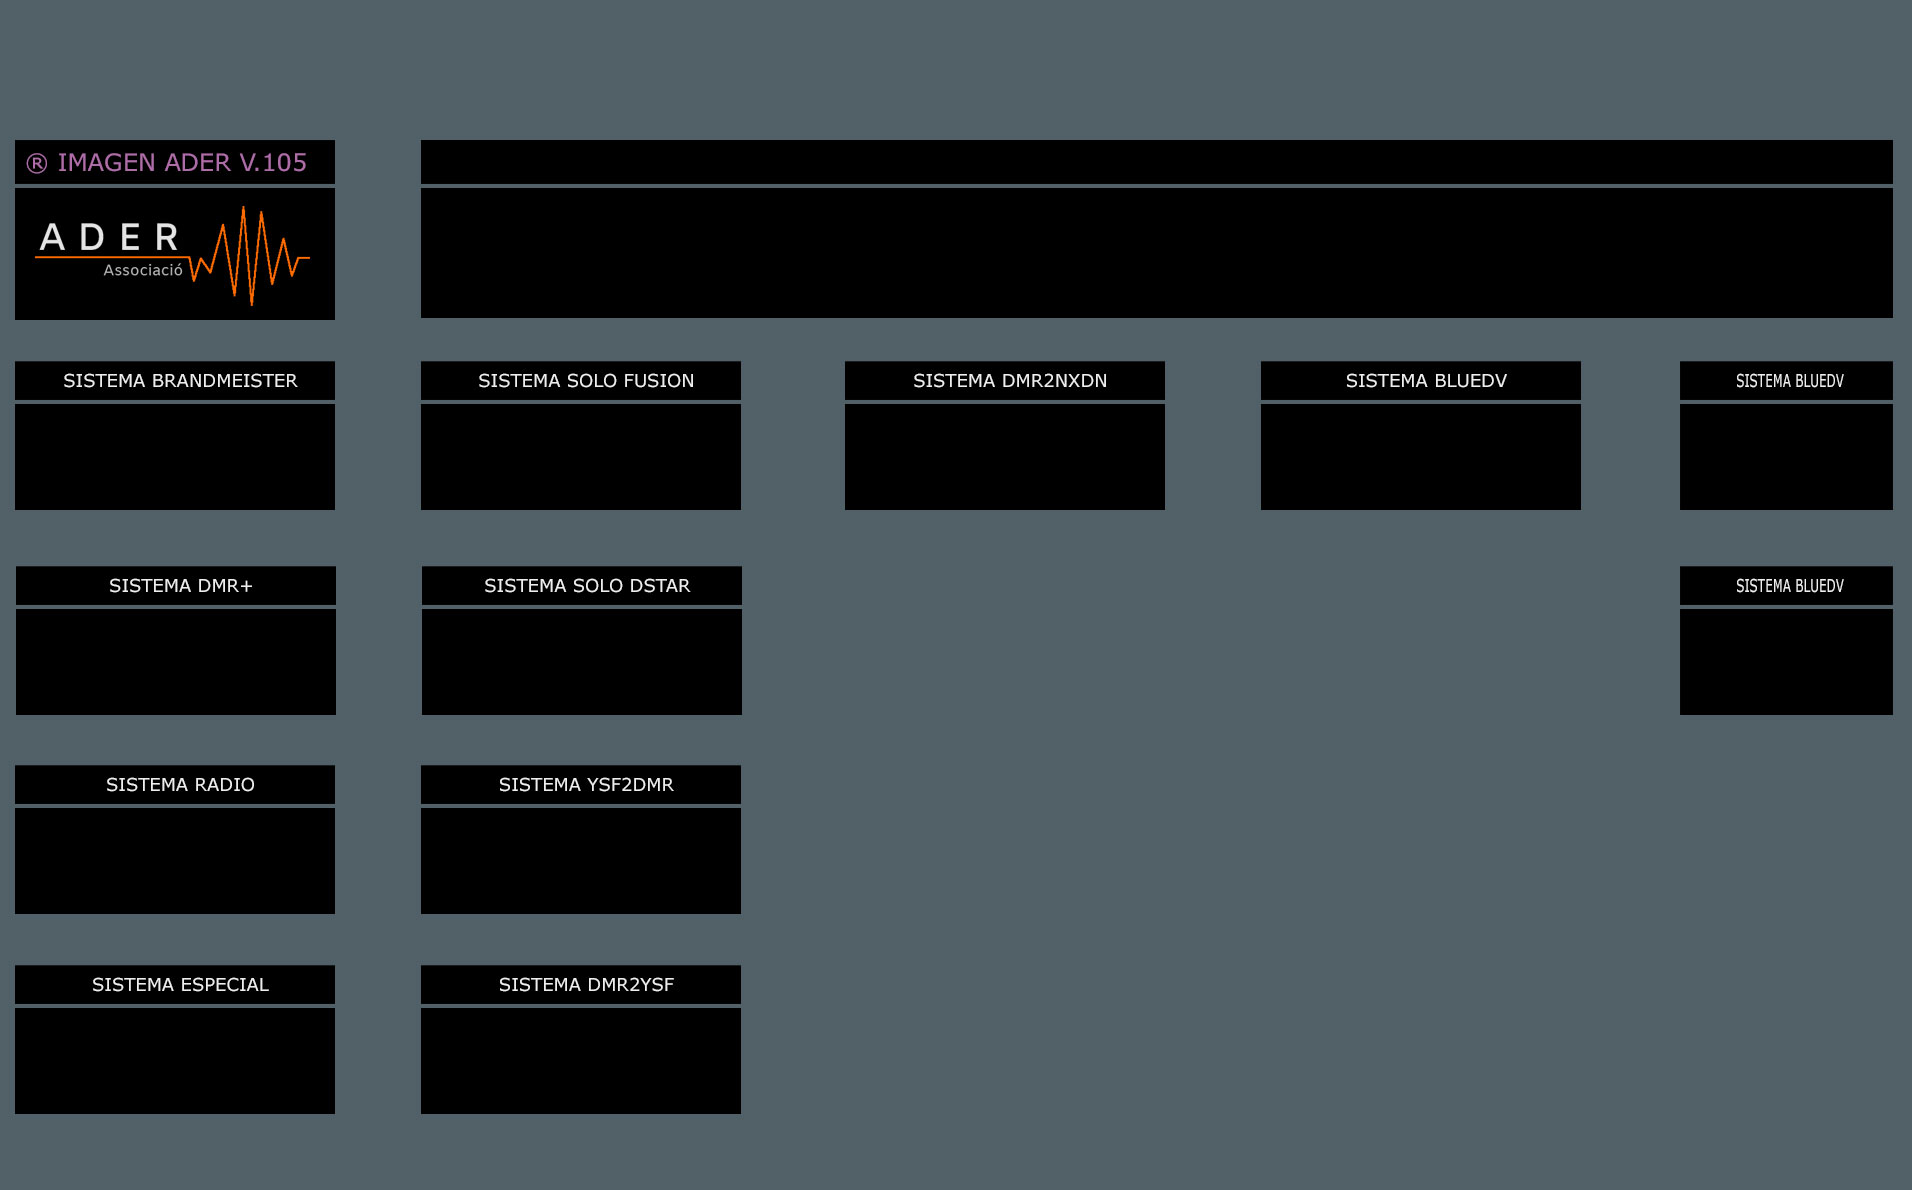 ® IMAGEN ADER V.105
ADER
Associació
SISTEMA BRANDMEISTER
SISTEMA SOLO FUSION
SISTEMA DMR2NXDN
SISTEMA BLUEDV
SISTEMA BLUEDV
SISTEMA DMR+
SISTEMA SOLO DSTAR
SISTEMA BLUEDV
SISTEMA RADIO
SISTEMA YSF2DMR
SISTEMA ESPECIAL
SISTEMA DMR2YSF